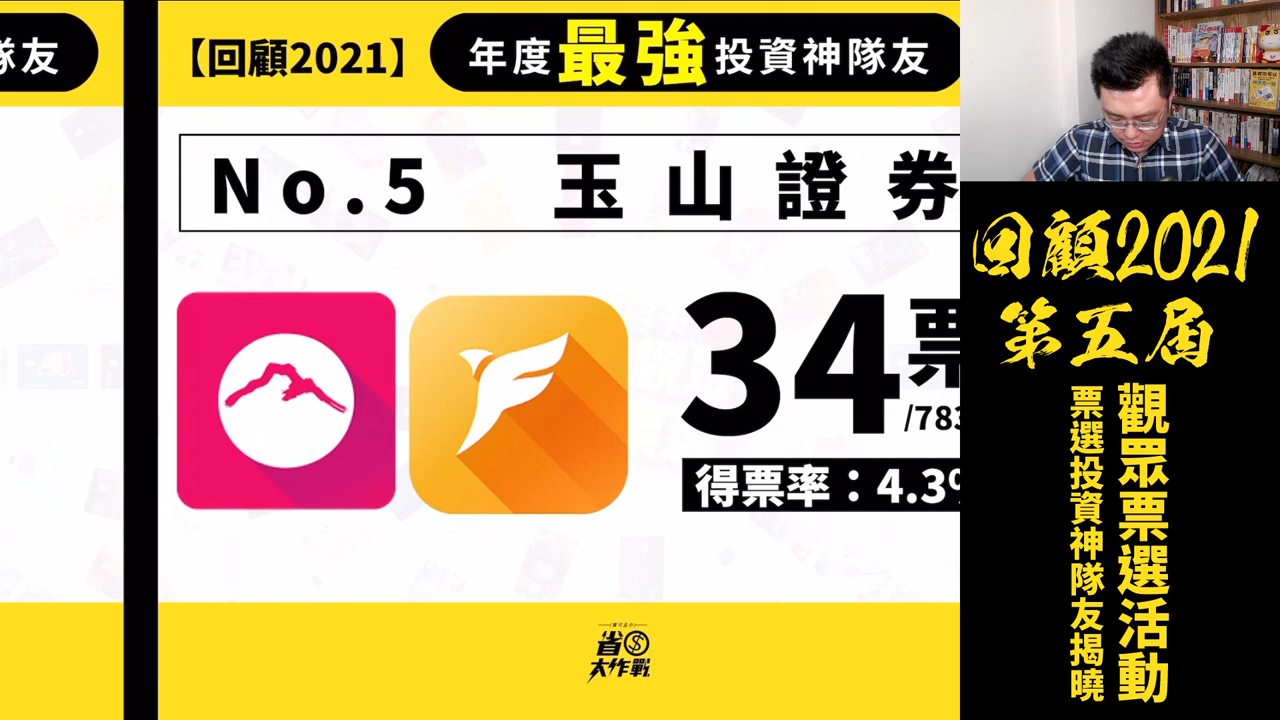 隊友
【回顧2021】
年度最強投資神隊友
No.5 玉山證券
34票
/783
得票率：4.3%
省
大作戰
回顧2021
第五屆
觀眾票選活動
票選投資神隊友揭曉